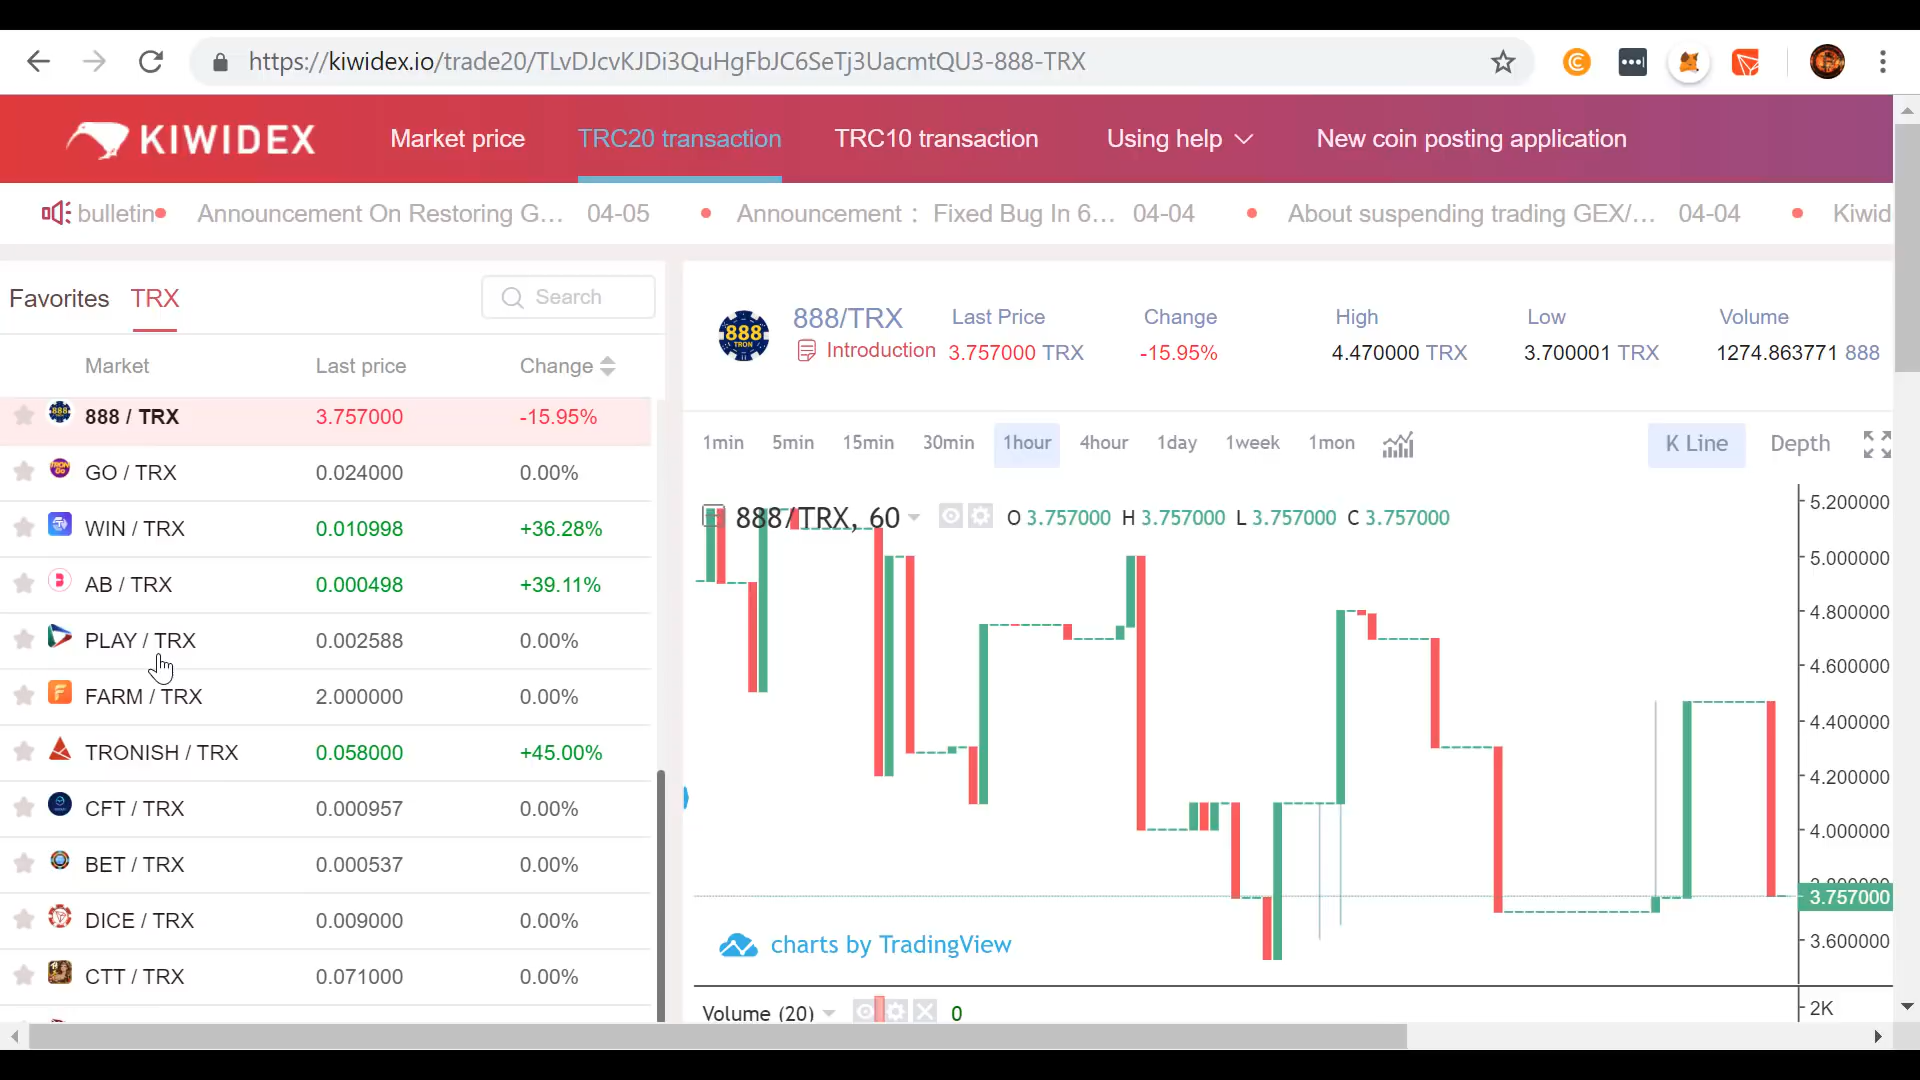 https://kiwidex.io/trade20/TLvDJcvKJDi3QuHgFbJC6SeTj3UacmtQU3-888-TRX
KIWIDEX Market price TRC20 transaction TRC10 transaction Using help New coin posting application
bulletin Announcement On Restoring G... 04-05 Announcement : Fixed Bug In 6... 04-04 About suspending trading GEX/... 04-04 Kiwid
Favorites TRX Search
Market Last price Change
888 / TRX 3.757000 -15.95%
GO / TRX 0.024000 0.00%
WIN / TRX 0.010998 +36.28%
AB / TRX 0.000498 +39.11%
PLAY / TRX 0.002588 0.00%
FARM / TRX 2.000000 0.00%
TRONISH / TRX 0.058000 +45.00%
CFT / TRX 0.000957 0.00%
BET / TRX 0.000537 0.00%
DICE / TRX 0.009000 0.00%
CTT / TRX 0.071000 0.00%
888 TRON
888/TRX Last Price Change High Low Volume
Introduction 3.757000 TRX -15.95% 4.470000 TRX 3.700001 TRX 1274.863771 888
1min 5min 15min 30min 1hour 4hour 1day 1week 1mon K Line Depth
888/TRX, 60 O 3.757000 H 3.757000 L 3.757000 C 3.757000
5.200000
5.000000
4.800000
4.600000
4.400000
4.200000
4.000000
3.757000
3.600000
charts by TradingView
Volume (20) 0
2K